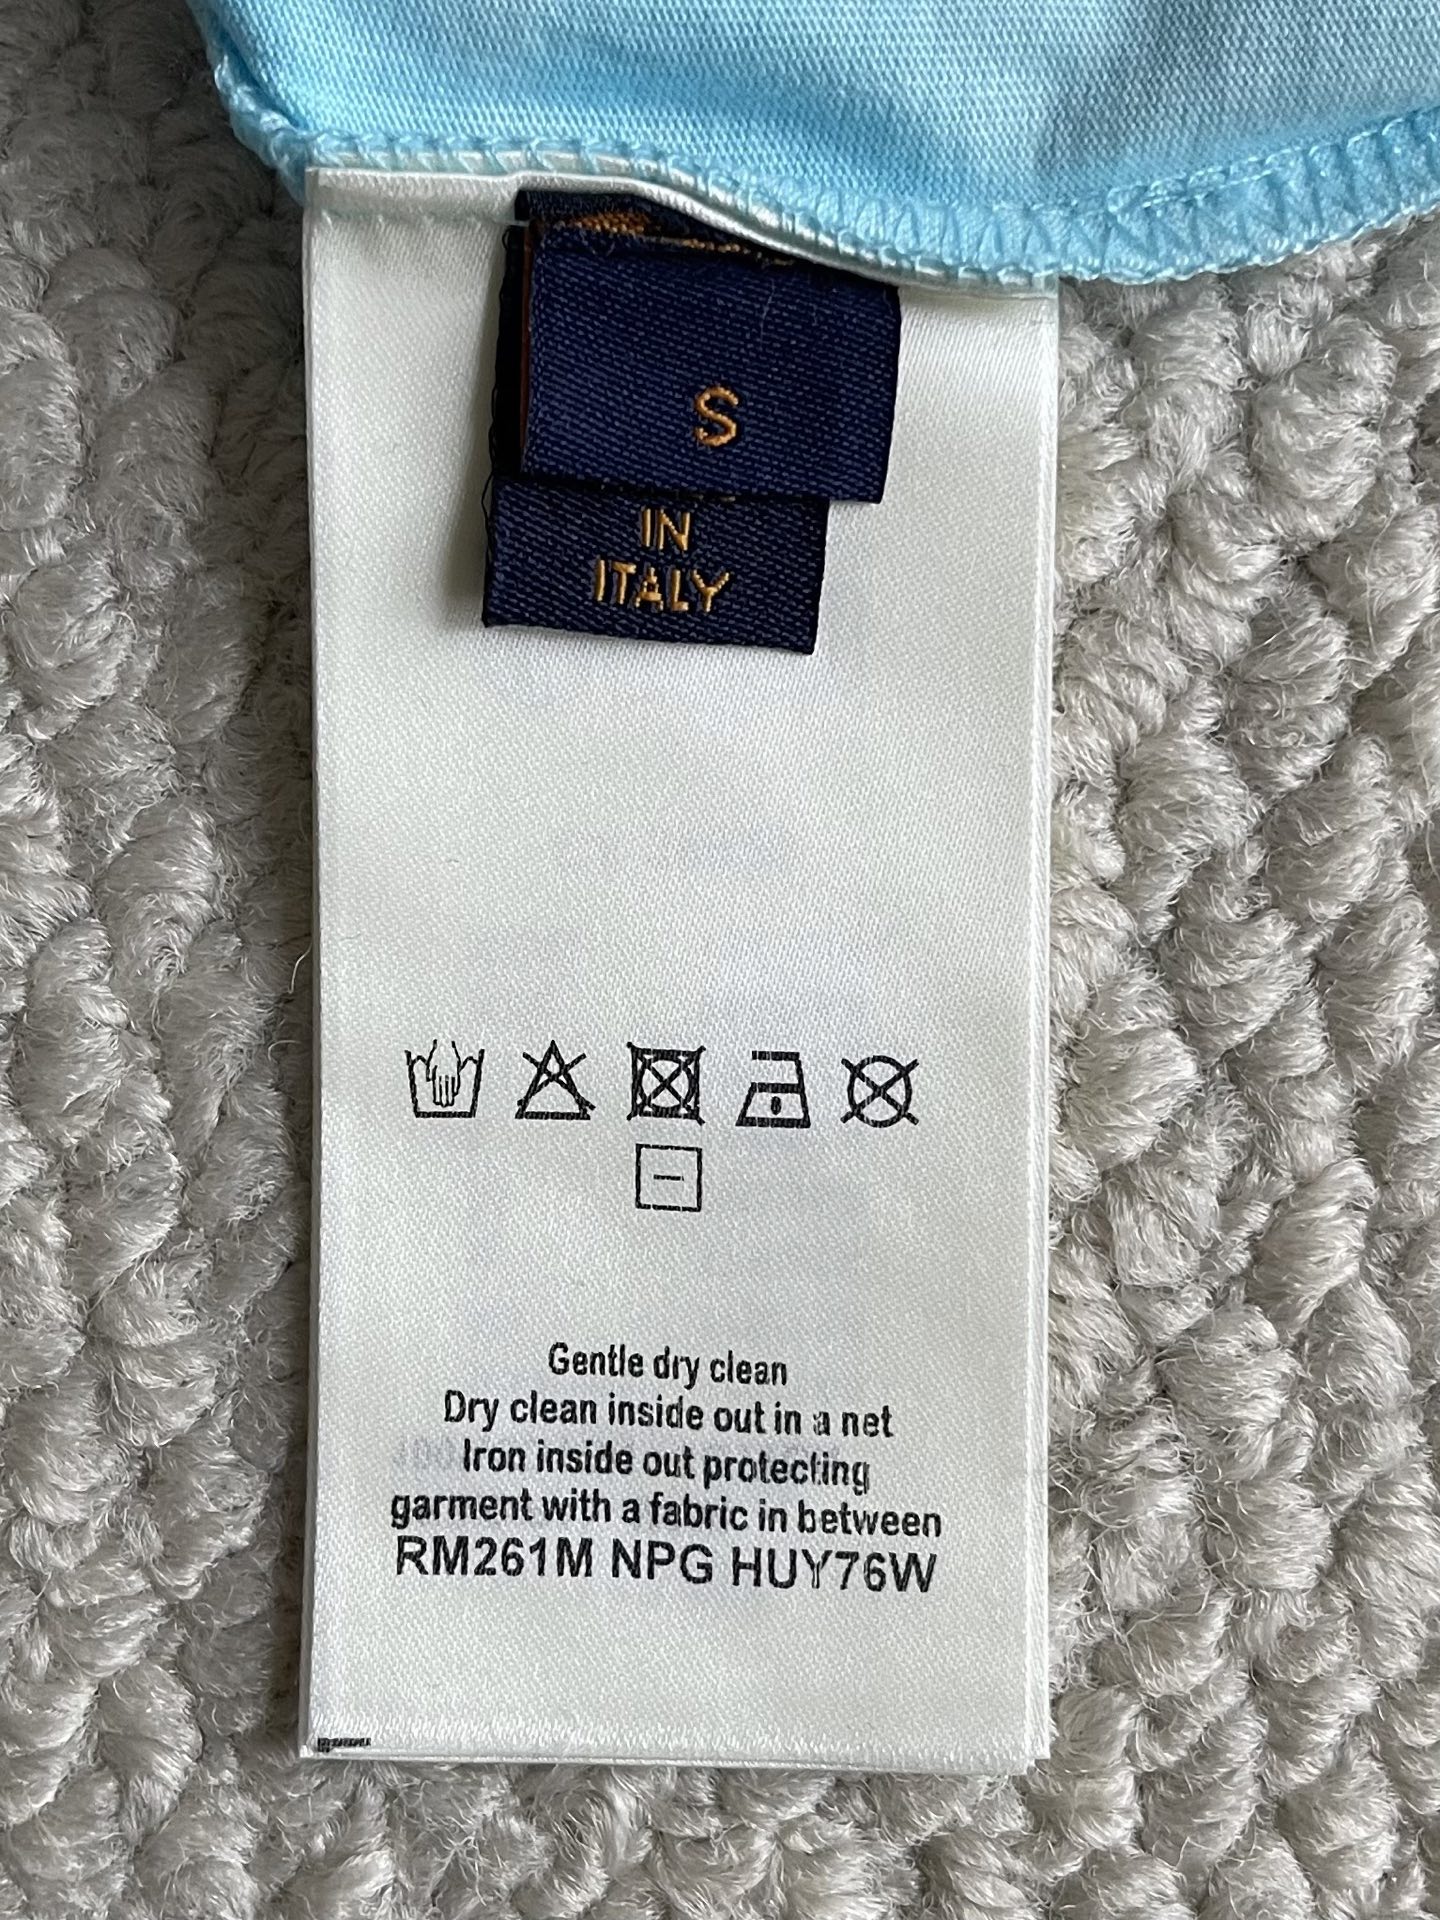 S
IN
ITALY
Gentle dry clean
Dry clean inside out in a net
Iron inside out protecting
garment with a fabric in between
RM261M NPG HUY76W